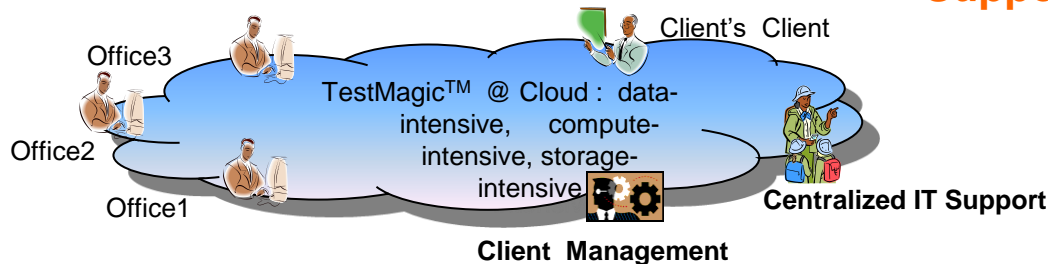 Client's Client
Office3
TestMagic™ @ Cloud : data-
intensive, compute-
intensive, storage-
intensive
Office2
Office1
Centralized IT Support
Client Management